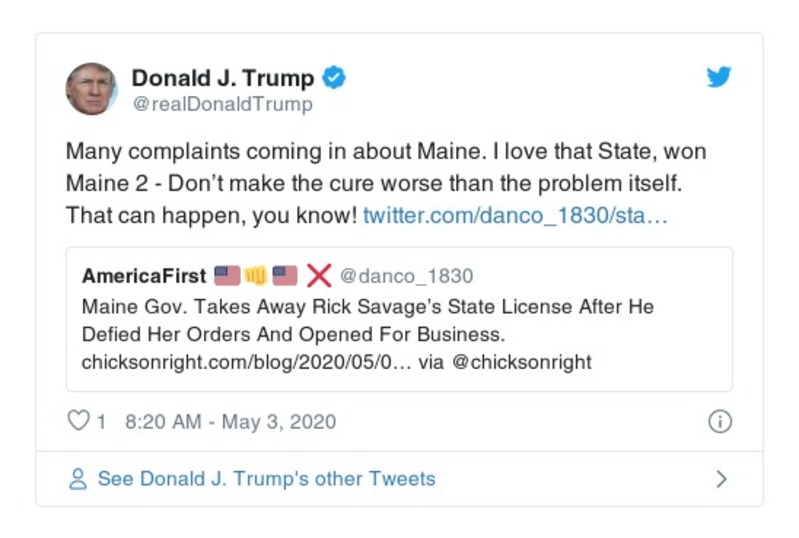 Donald J. Trump
@realDonaldTrump
Many complaints coming in about Maine. I love that State, won
Maine 2 - Don’t make the cure worse than the problem itself.
That can happen, you know! twitter.com/danco_1830/sta…
AmericaFirst 🇺🇸👊🇺🇸 ❌ @danco_1830
Maine Gov. Takes Away Rick Savage’s State License After He
Defied Her Orders And Opened For Business.
chicksonright.com/blog/2020/05/0… via @chicksonright
1 8:20 AM - May 3, 2020
See Donald J. Trump's other Tweets